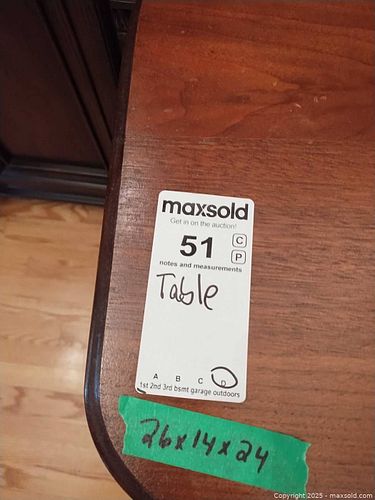 maxsold
Get in on the auction!
51 C
P
notes and measurements
Table
A B C D
1st 2nd 3rd bsmt garage outdoors
26x14x24
Copyright 2025 - maxsold.com